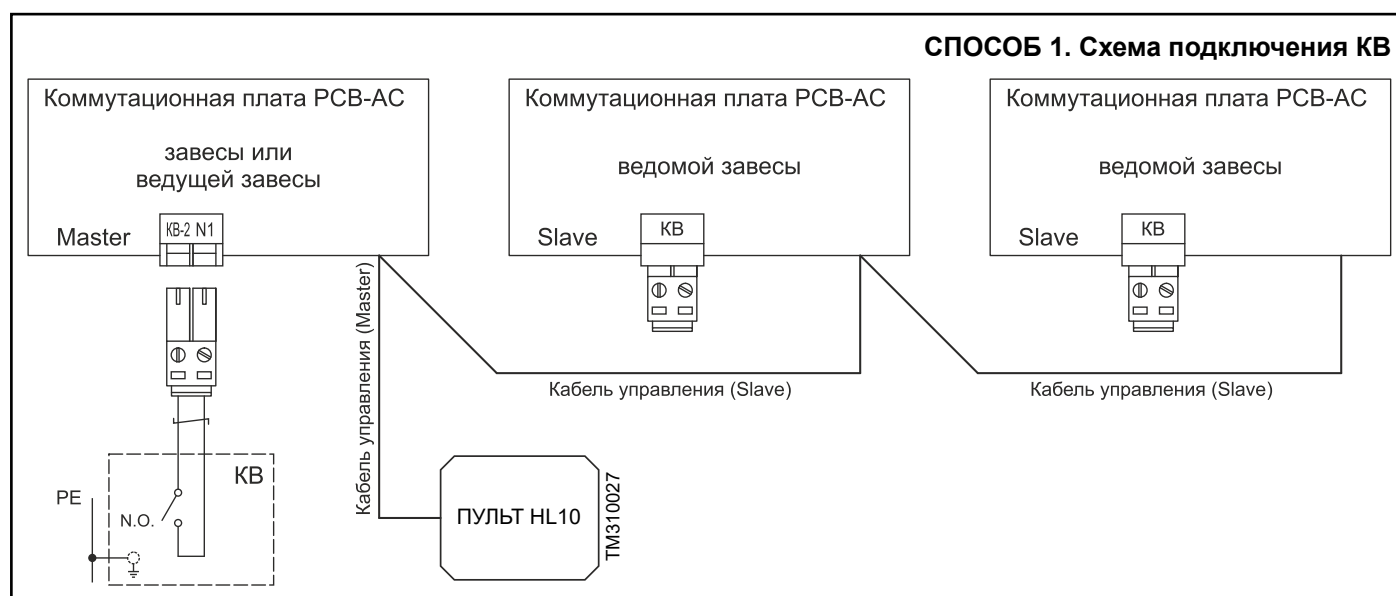 СПОСОБ 1. Схема подключения КВ
Коммутационная плата PCB-AC
завесы или
ведущей завесы
Master
КВ-2 N1
Коммутационная плата PCB-AC
ведомой завесы
Slave
КВ
Коммутационная плата PCB-AC
ведомой завесы
Slave
КВ
Кабель управления (Master)
Кабель управления (Slave)
Кабель управления (Slave)
КВ
PE
N.O.
ПУЛЬТ HL10
TM310027